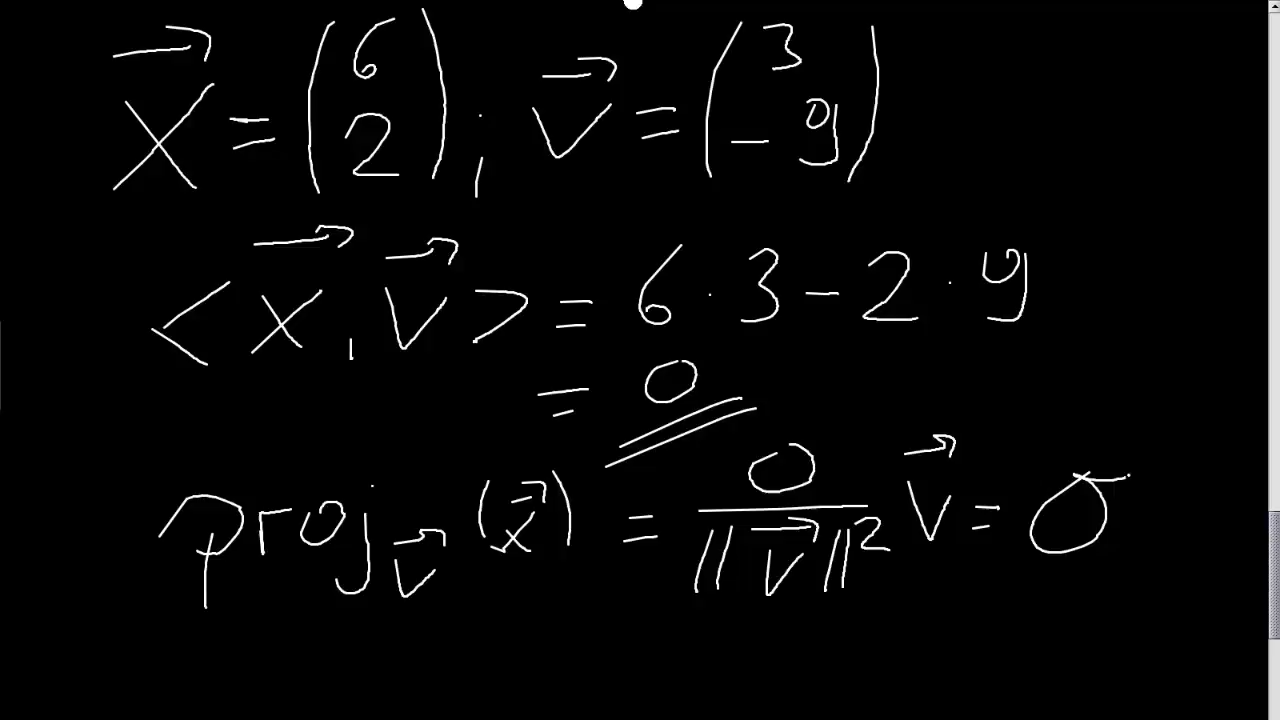 x⃗ = (6 2) ; v⃗ = (3 -9)
<x⃗, v⃗> = 6 · 3 - 2 · 9
= 0
proj_v⃗ (x⃗) = 0 / ||v⃗||² v⃗ = 0